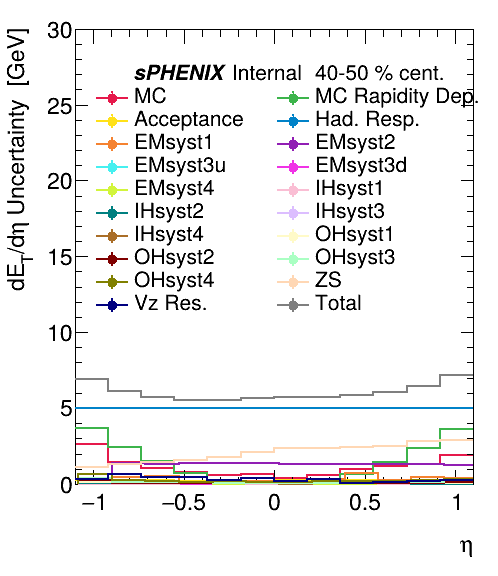 dE_T/dη Uncertainty [GeV]
30
25
20
15
10
5
0
sPHENIX Internal 40-50 % cent.
MC MC Rapidity Dep.
Acceptance Had. Resp.
EMsyst1 EMsyst2
EMsyst3u EMsyst3d
EMsyst4 IHsyst1
IHsyst2 IHsyst3
IHsyst4 OHsyst1
OHsyst2 OHsyst3
OHsyst4 ZS
Vz Res. Total
−1 −0.5 0 0.5 1
η